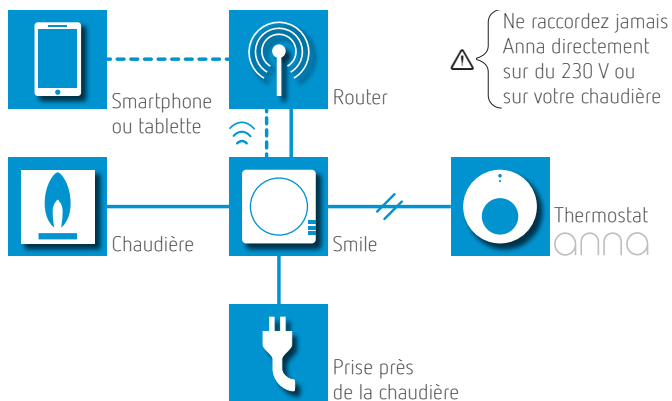 Ne raccordez jamais
Anna directement
sur du 230 V ou
sur votre chaudière
Smartphone
ou tablette
Router
Chaudière
Smile
Thermostat
anna
Prise près
de la chaudière